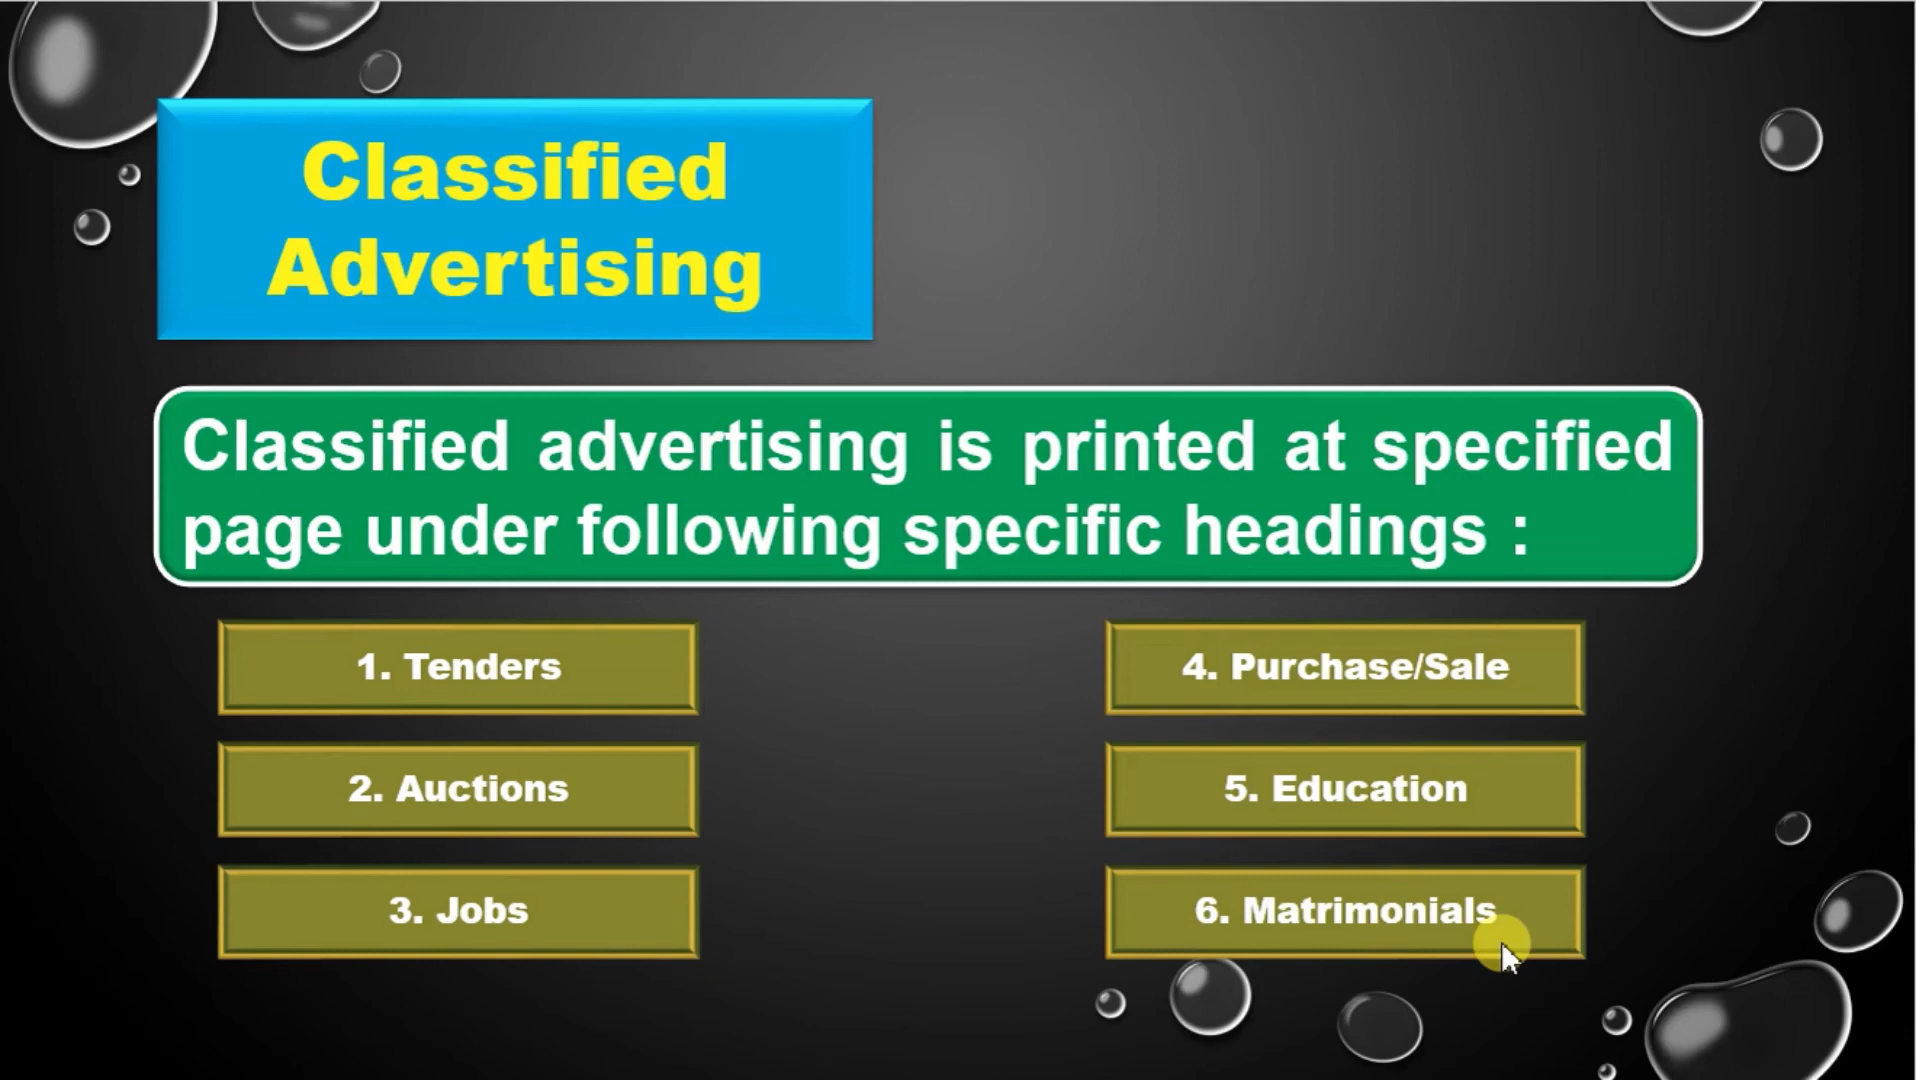 Classified
Advertising
Classified advertising is printed at specified
page under following specific headings :
1. Tenders
2. Auctions
3. Jobs
4. Purchase/Sale
5. Education
6. Matrimonials